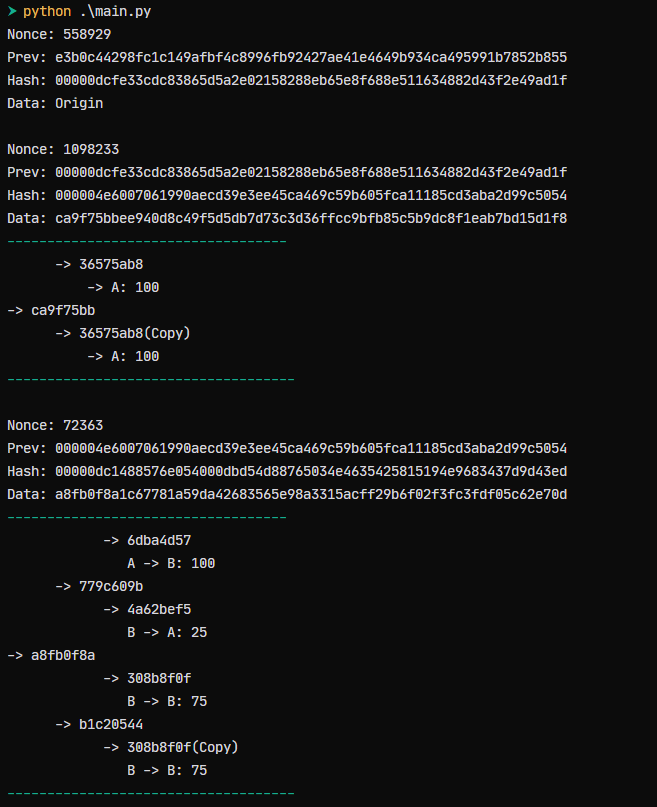 ➤ python .\main.py
Nonce: 558929
Prev: e3b0c44298fc1c149afbf4c8996fb92427ae41e4649b934ca495991b7852b855
Hash: 00000dcfe33cdc83865d5a2e02158288eb65e8f688e511634882d43f2e49ad1f
Data: Origin

Nonce: 1098233
Prev: 00000dcfe33cdc83865d5a2e02158288eb65e8f688e511634882d43f2e49ad1f
Hash: 000004e6007061990aecd39e3ee45ca469c59b605fca11185cd3aba2d99c5054
Data: ca9f75bbee940d8c49f5d5db7d73c3d36ffcc9bfb85c5b9dc8f1eab7bd15d1f8
-----------------------------------
      -> 36575ab8
          -> A: 100
-> ca9f75bb
      -> 36575ab8(Copy)
          -> A: 100
------------------------------------

Nonce: 72363
Prev: 000004e6007061990aecd39e3ee45ca469c59b605fca11185cd3aba2d99c5054
Hash: 00000dc1488576e054000dbd54d88765034e4635425815194e9683437d9d43ed
Data: a8fb0f8a1c67781a59da42683565e98a3315acff29b6f02f3fc3fdf05c62e70d
-----------------------------------
            -> 6dba4d57
               A -> B: 100
      -> 779c609b
            -> 4a62bef5
               B -> A: 25
-> a8fb0f8a
            -> 308b8f0f
               B -> B: 75
      -> b1c20544
            -> 308b8f0f(Copy)
               B -> B: 75
------------------------------------